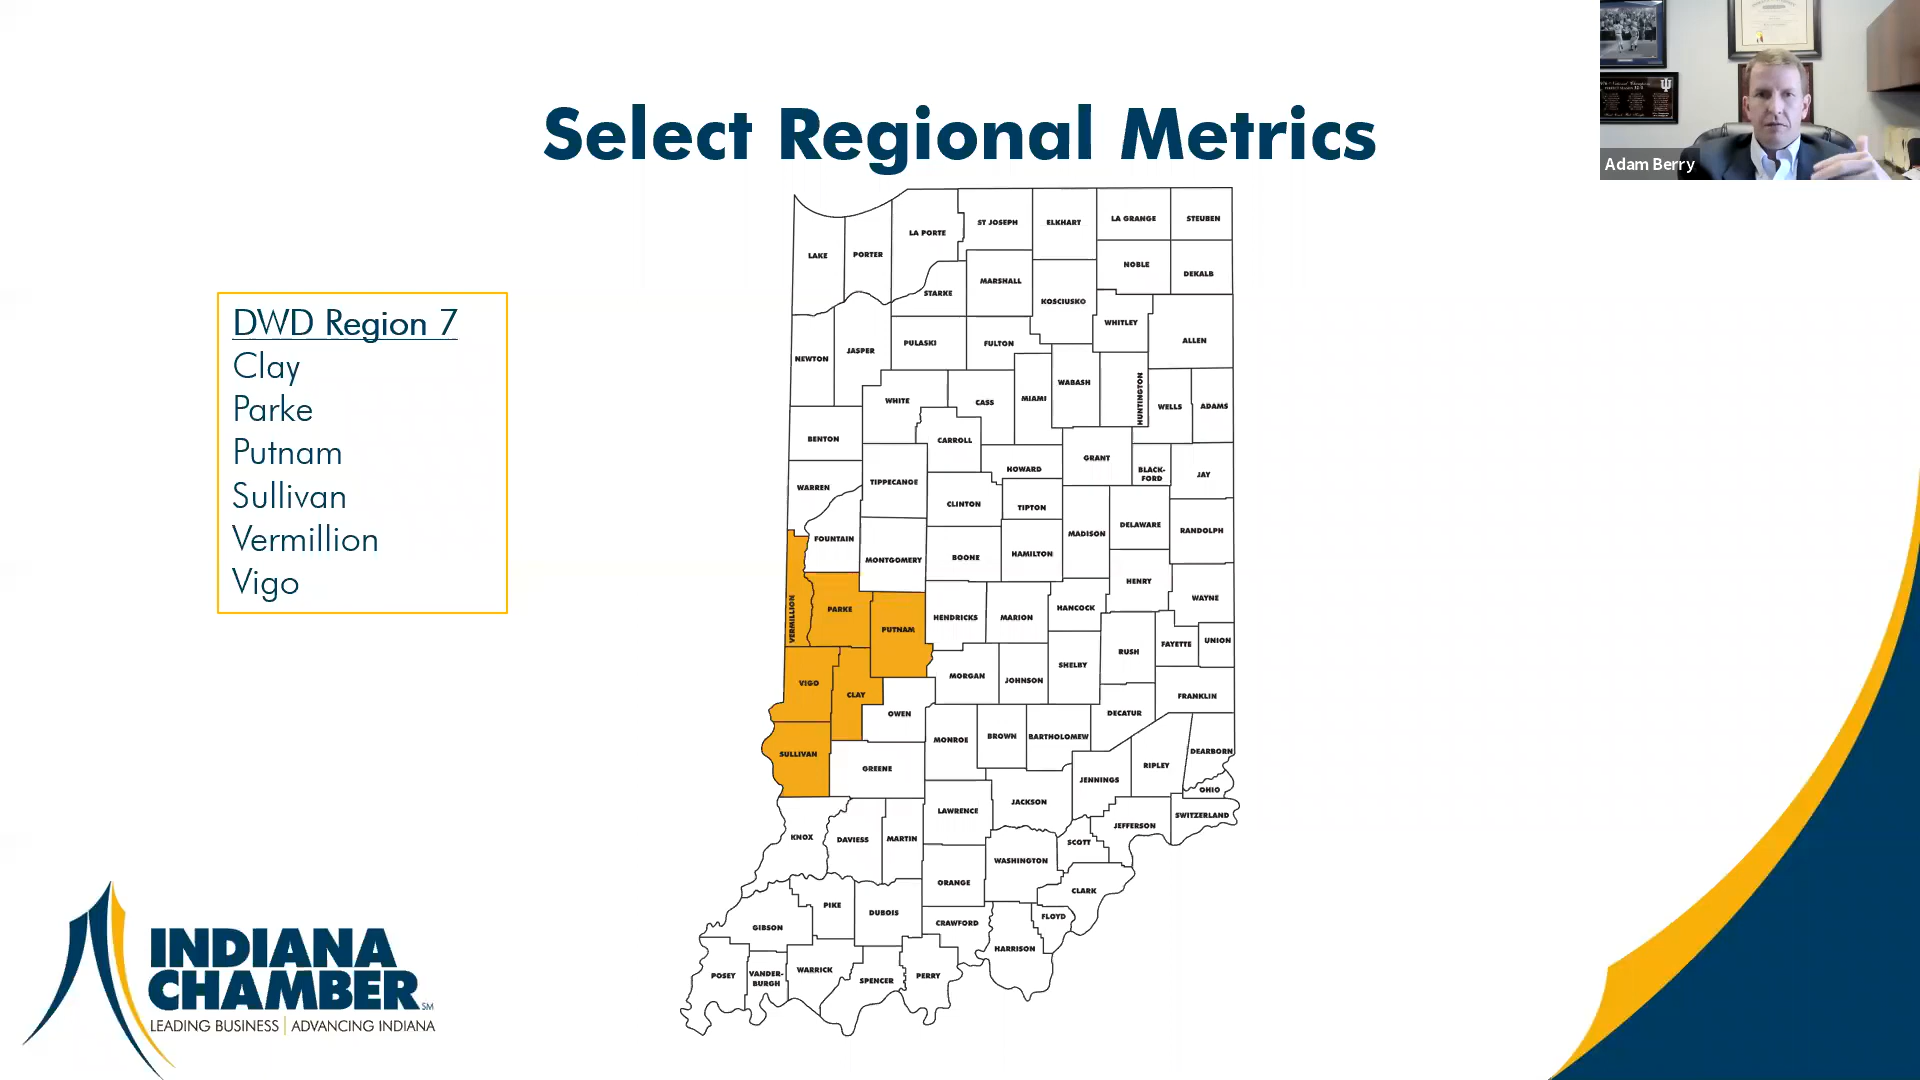 Select Regional Metrics
Adam Berry
DWD Region 7
Clay
Parke
Putnam
Sullivan
Vermillion
Vigo
LAKE
PORTER
LA PORTE
ST JOSEPH
ELKHART
LA GRANGE
STEUBEN
NOBLE
DEKALB
STARKE
MARSHALL
KOSCIUSKO
WHITLEY
ALLEN
NEWTON
JASPER
PULASKI
FULTON
WHITE
CASS
MIAMI
WABASH
HUNTINGTON
WELLS
ADAMS
BENTON
CARROLL
HOWARD
GRANT
BLACK-
FORD
JAY
WARREN
TIPPECANOE
CLINTON
TIPTON
MADISON
DELAWARE
RANDOLPH
FOUNTAIN
MONTGOMERY
BOONE
HAMILTON
HENRY
WAYNE
VERMILLION
PARKE
PUTNAM
HENDRICKS
MARION
HANCOCK
RUSH
FAYETTE
UNION
VIGO
CLAY
OWEN
MORGAN
JOHNSON
SHELBY
DECATUR
FRANKLIN
SULLIVAN
GREENE
MONROE
BROWN
BARTHOLOMEW
JENNINGS
RIPLEY
DEARBORN
OHIO
SWITZERLAND
KNOX
DAVIESS
MARTIN
LAWRENCE
JACKSON
JEFFERSON
SCOTT
WASHINGTON
ORANGE
CLARK
GIBSON
PIKE
DUBOIS
CRAWFORD
FLOYD
HARRISON
POSEY
VANDER-
BURGH
WARRICK
SPENCER
PERRY
INDIANA
CHAMBER SM
LEADING BUSINESS | ADVANCING INDIANA